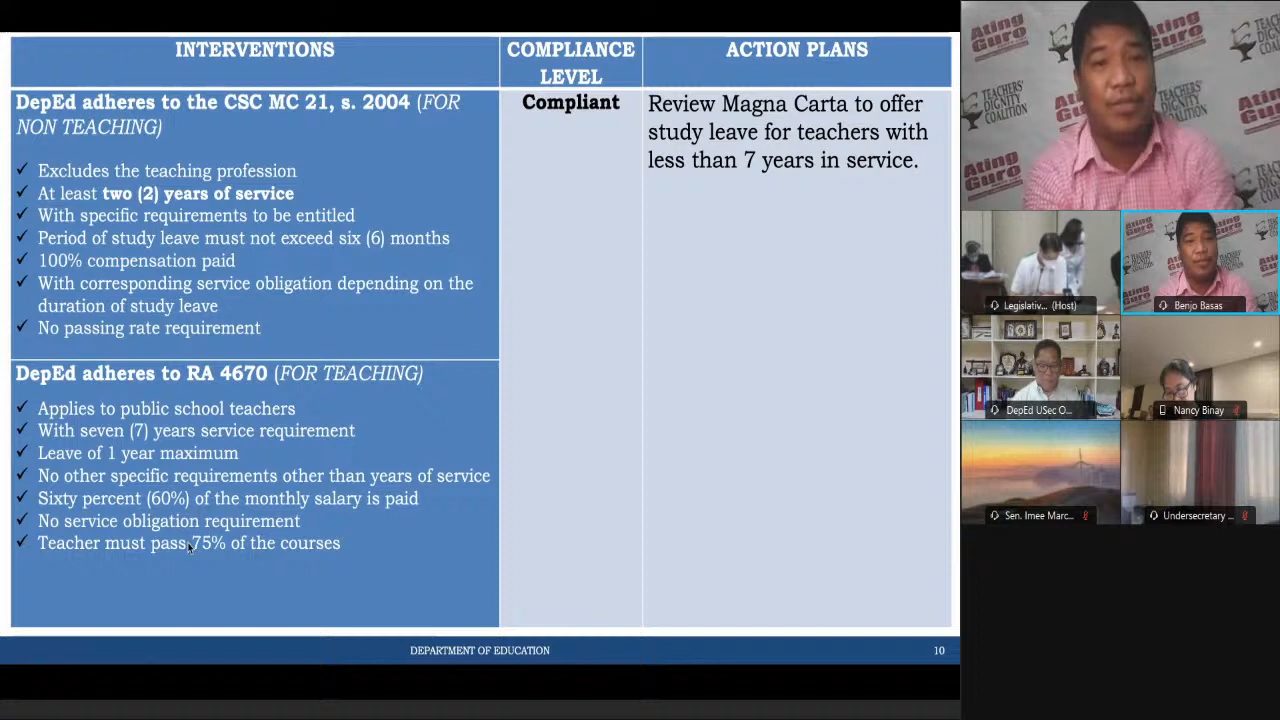 INTERVENTIONS
COMPLIANCE
LEVEL
ACTION PLANS
DepEd adheres to the CSC MC 21, s. 2004 (FOR
NON TEACHING)
✓ Excludes the teaching profession
✓ At least two (2) years of service
✓ With specific requirements to be entitled
✓ Period of study leave must not exceed six (6) months
✓ 100% compensation paid
✓ With corresponding service obligation depending on the
duration of study leave
✓ No passing rate requirement
Compliant
Review Magna Carta to offer
study leave for teachers with
less than 7 years in service.
DepEd adheres to RA 4670 (FOR TEACHING)
✓ Applies to public school teachers
✓ With seven (7) years service requirement
✓ Leave of 1 year maximum
✓ No other specific requirements other than years of service
✓ Sixty percent (60%) of the monthly salary is paid
✓ No service obligation requirement
✓ Teacher must pass 75% of the courses
DEPARTMENT OF EDUCATION
10
Ating
Guro
TEACHERS'
DIGNITY
COALITION
Legislativ... (Host)
Benjo Basas
DepEd USec O...
Nancy Binay
Sen. Imee Marc...
Undersecretary ...